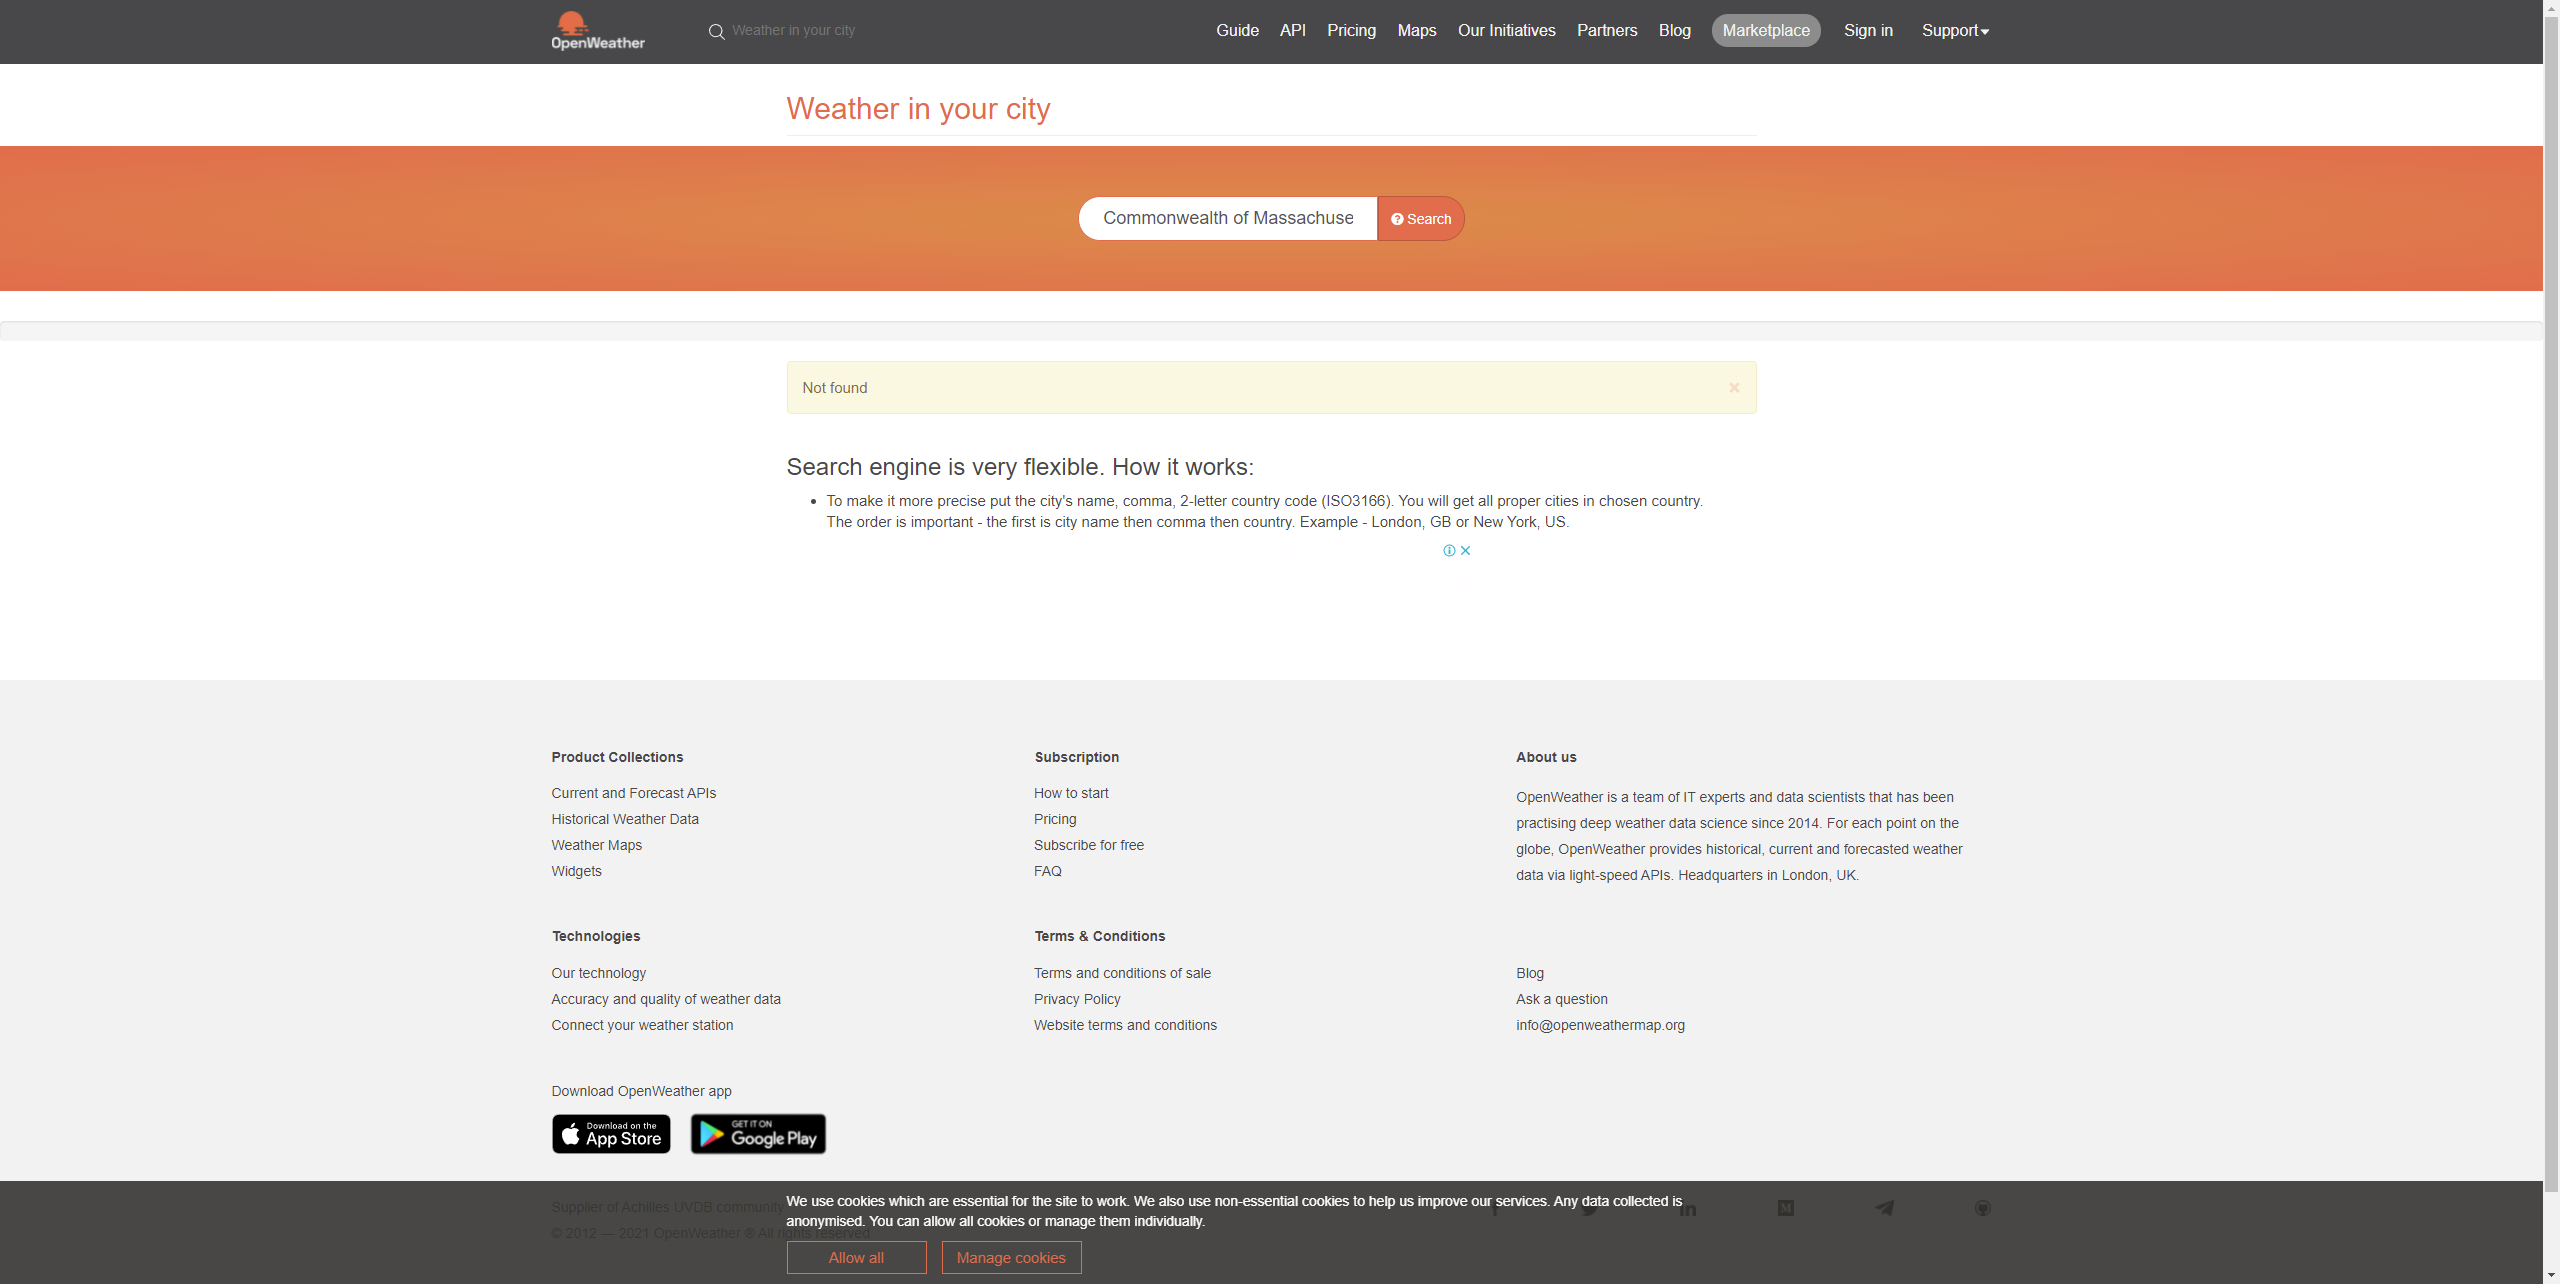 OpenWeather
Weather in your city
Guide
API
Pricing
Maps
Our Initiatives
Partners
Blog
Marketplace
Sign in
Support
Weather in your city
Commonwealth of Massachuse
Search
Not found
Search engine is very flexible. How it works:
To make it more precise put the city's name, comma, 2-letter country code (ISO3166). You will get all proper cities in chosen country.
The order is important - the first is city name then comma then country. Example - London, GB or New York, US.
Product Collections
Current and Forecast APIs
Historical Weather Data
Weather Maps
Widgets
Subscription
How to start
Pricing
Subscribe for free
FAQ
About us
OpenWeather is a team of IT experts and data scientists that has been
practising deep weather data science since 2014. For each point on the
globe, OpenWeather provides historical, current and forecasted weather
data via light-speed APIs. Headquarters in London, UK.
Technologies
Our technology
Accuracy and quality of weather data
Connect your weather station
Terms & Conditions
Terms and conditions of sale
Privacy Policy
Website terms and conditions
Blog
Ask a question
info@openweathermap.org
Download OpenWeather app
Download on the
App Store
GET IT ON
Google Play
Supplier of Achilles UVDB community
© 2012 — 2021 OpenWeather ® All rights reserved
We use cookies which are essential for the site to work. We also use non-essential cookies to help us improve our services. Any data collected is
anonymised. You can allow all cookies or manage them individually.
Allow all
Manage cookies